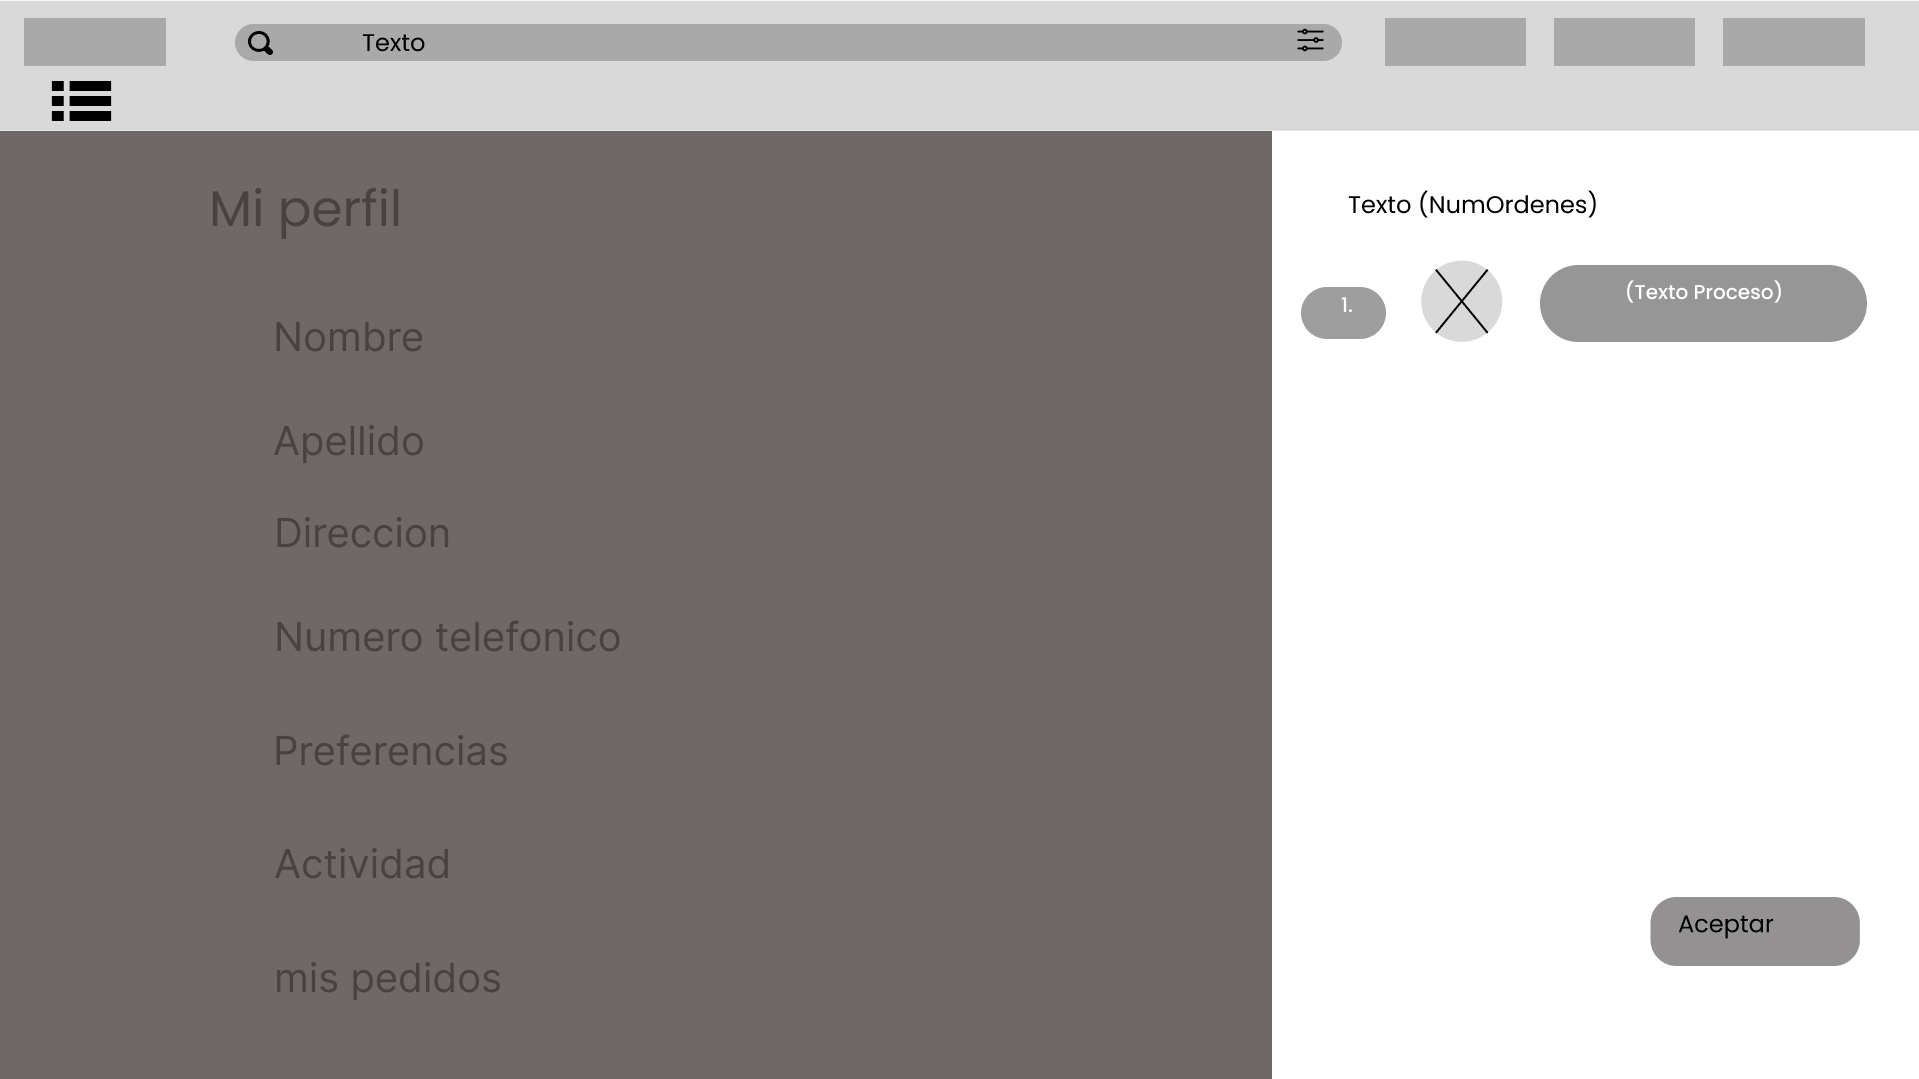 Texto
Mi perfil
Nombre
Apellido
Direccion
Numero telefonico
Preferencias
Actividad
mis pedidos
Texto (NumOrdenes)
1.
(Texto Proceso)
Aceptar